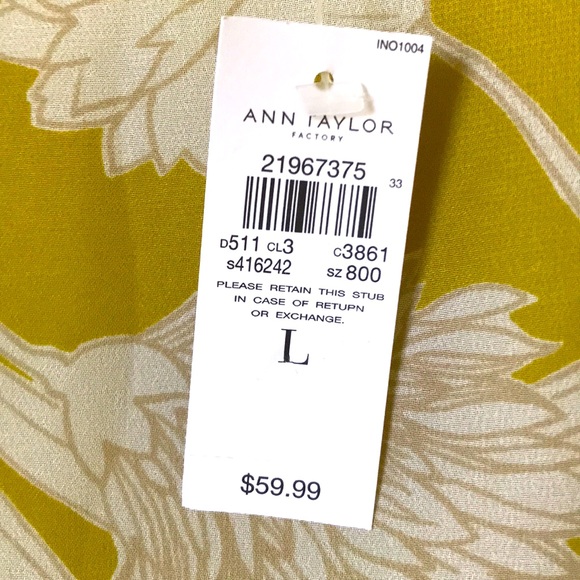 INO1004
ANN TAYLOR
FACTORY
21967375
33
D511 CL3 C3861
S416242 SZ 800
PLEASE RETAIN THIS STUB
IN CASE OF RETURN
OR EXCHANGE.
L
$59.99